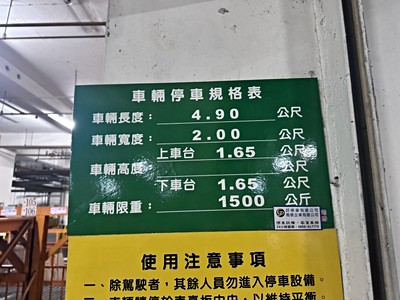 車輛停車規格表
車輛長度： 4.90 公尺
車輛寬度： 2.00 公尺
上車台 1.65 公尺
車輛高度：
下車台 1.65 公尺
車輛限重： 1500 公斤
使用注意事項
一、除駕駛者，其餘人員勿進入停車設備。
105
106